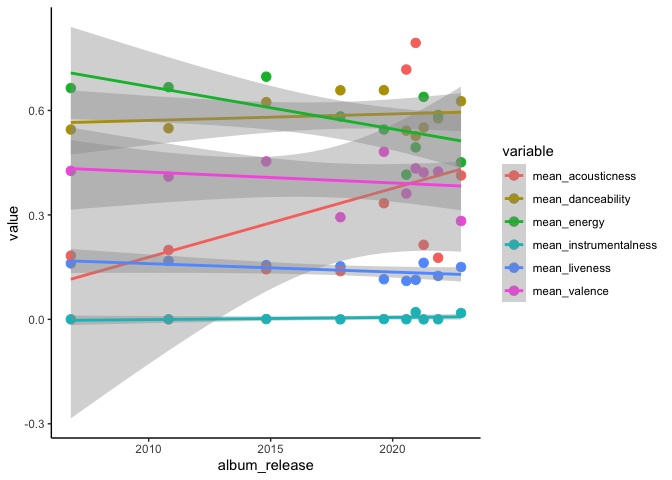 0.6
0.3
0.0
-0.3
value
2010
2015
2020
album_release
variable
mean_acousticness
mean_danceability
mean_energy
mean_instrumentalness
mean_liveness
mean_valence